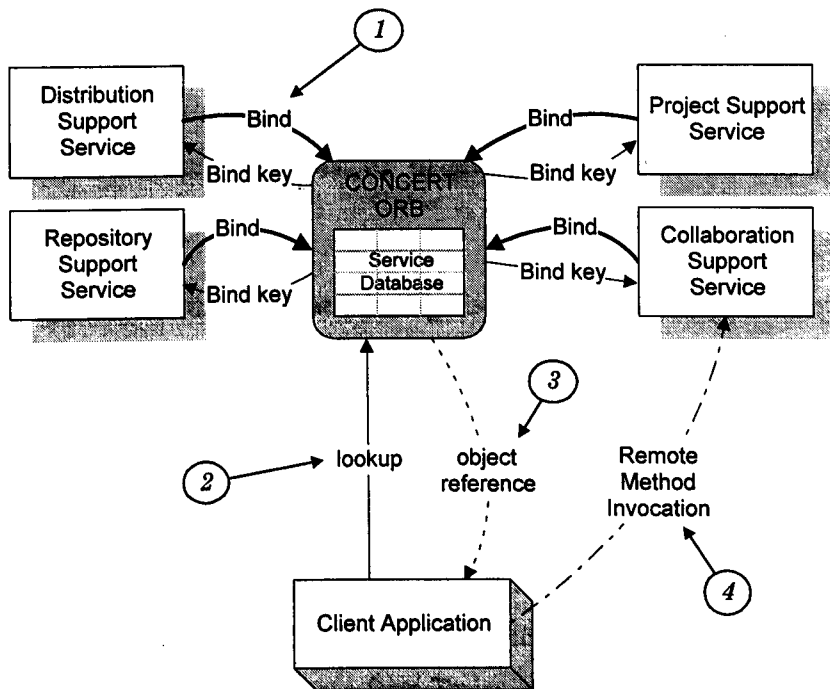 1
Distribution
Support
Service
Bind
Bind key
Project Support
Service
Bind
Bind key
CONCERT
ORB
Service
Database
Repository
Support
Service
Bind
Bind key
Collaboration
Support
Service
Bind
Bind key
2
lookup
3
object
reference
Remote
Method
Invocation
4
Client Application